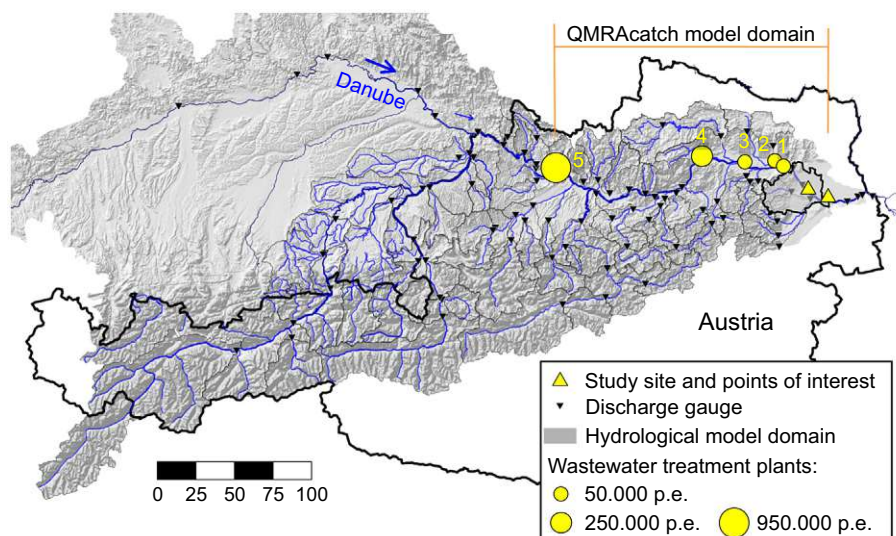 QMRAcatch model domain
Danube
5
4
3
2
1
Austria
Study site and points of interest
Discharge gauge
Hydrological model domain
Wastewater treatment plants:
50.000 p.e.
250.000 p.e. 950.000 p.e.
0 25 50 75 100